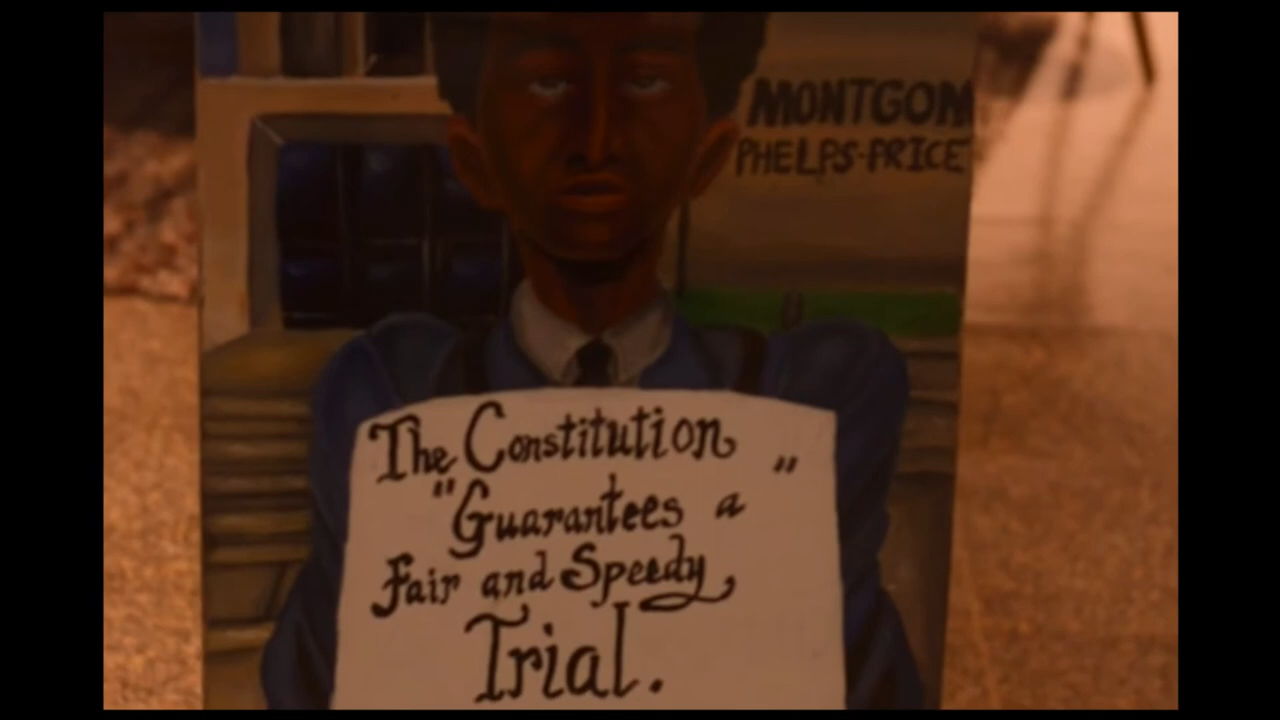 MONTGOM
PHELPS-PRICE
The Constitution
"Guarantees a "
Fair and Speedy,
Trial.